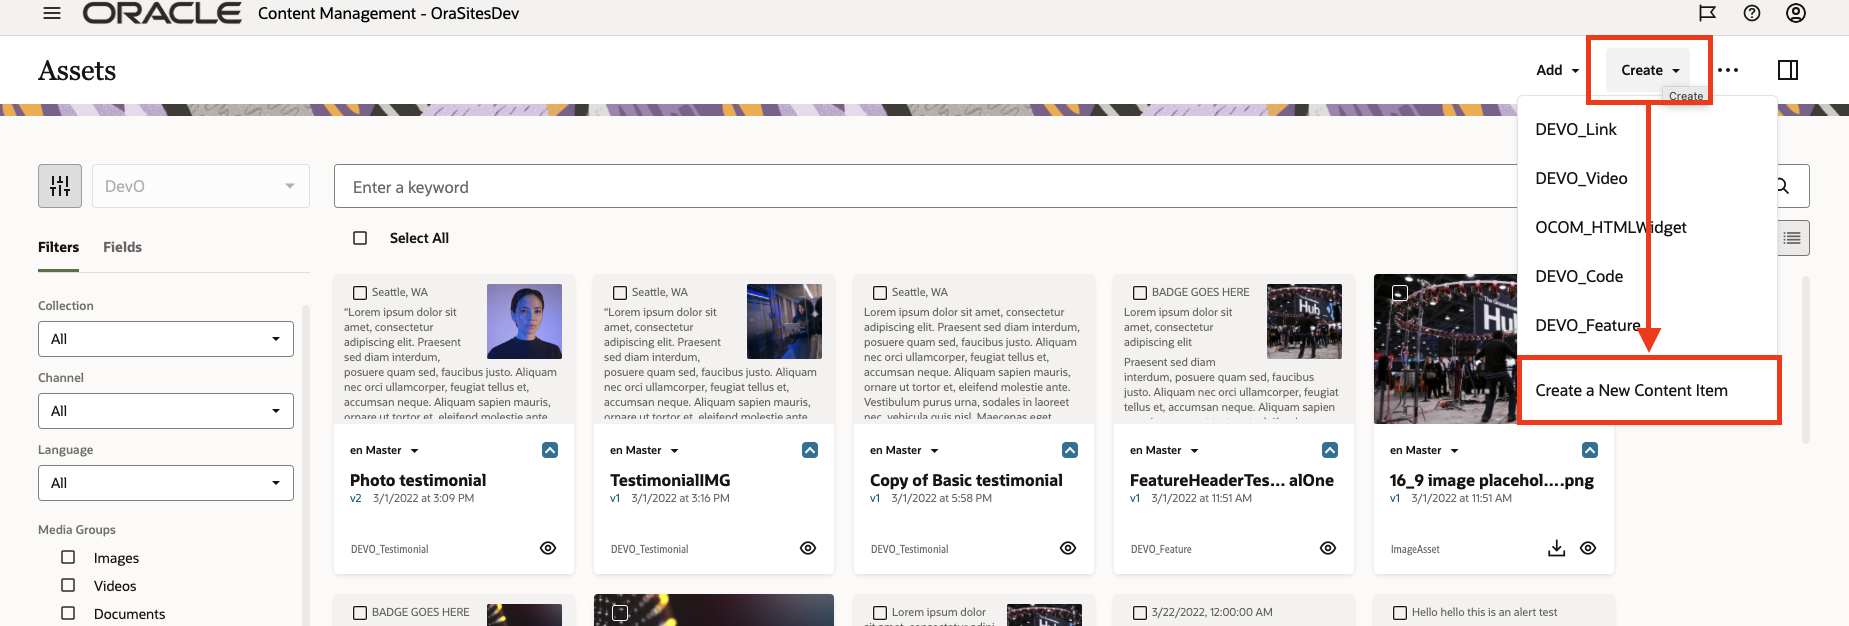 ORACLE Content Management - OraSitesDev
Assets
Add
Create
Create
DEVO_Link
DEVO_Video
OCOM_HTMLWidget
DEVO_Code
DEVO_Feature
Create a New Content Item
DevO
Enter a keyword
Filters Fields
Select All
Collection
All
Channel
All
Language
All
Media Groups
Images
Videos
Documents
Seattle, WA
“Lorem ipsum dolor sit
amet, consectetur
adipiscing elit. Praesent
sed diam interdum,
posuere quam sed, faucibus justo. Aliquam
nec orci ullamcorper, feugiat tellus et,
accumsan neque. Aliquam sapien mauris,
ornare ut tortor et, eleifend molestie ante.
en Master
Photo testimonial
v2 3/1/2022 at 3:09 PM
DEVO_Testimonial
Seattle, WA
“Lorem ipsum dolor sit
amet, consectetur
adipiscing elit. Praesent
sed diam interdum,
posuere quam sed, faucibus justo. Aliquam
nec orci ullamcorper, feugiat tellus et,
accumsan neque. Aliquam sapien mauris,
ornare ut tortor et, eleifend molestie ante.
en Master
TestimonialIMG
v1 3/1/2022 at 3:16 PM
DEVO_Testimonial
Seattle, WA
Lorem ipsum dolor sit amet, consectetur
adipiscing elit. Praesent sed diam interdum,
posuere quam sed, faucibus justo. Aliquam
nec orci ullamcorper, feugiat tellus et,
accumsan neque. Aliquam sapien mauris,
ornare ut tortor et, eleifend molestie ante.
Vestibulum purus urna, sodales in laoreet
nec, vehicula quis nisl. Maecenas eget
en Master
Copy of Basic testimonial
v1 3/1/2022 at 5:58 PM
DEVO_Testimonial
BADGE GOES HERE
Lorem ipsum dolor sit
amet, consectetur
adipiscing elit
Praesent sed diam
interdum, posuere quam sed, faucibus
justo. Aliquam nec orci ullamcorper, feugiat
tellus et, accumsan neque. Aliquam sapien
Hub
en Master
FeatureHeaderTes... alOne
v1 3/1/2022 at 11:51 AM
DEVO_Feature
Hub
en Master
16_9 image placehol....png
v1 3/1/2022 at 11:51 AM
ImageAsset
BADGE GOES HERE
Lorem ipsum dolor
sit amet, consectetur adipi
3/22/2022, 12:00:00 AM
Hello hello this is an alert test